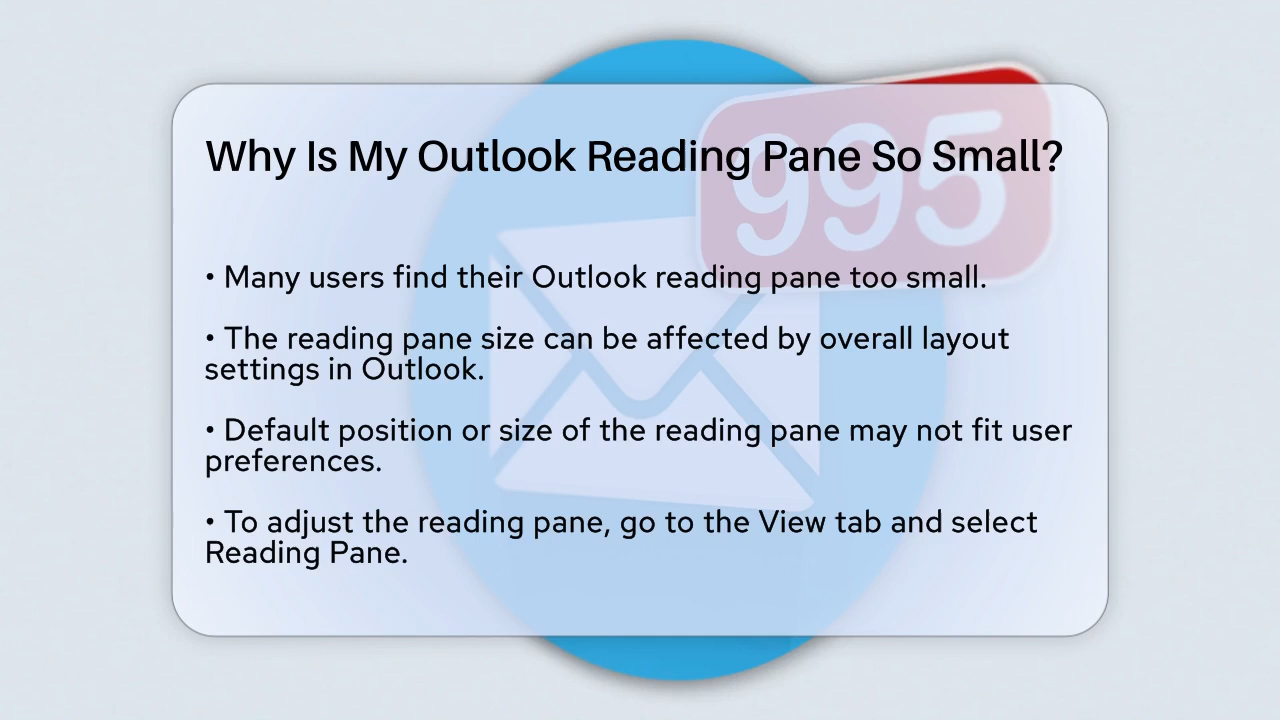 Why Is My Outlook Reading Pane So Small?
995
• Many users find their Outlook reading pane too small.
• The reading pane size can be affected by overall layout
settings in Outlook.
• Default position or size of the reading pane may not fit user
preferences.
• To adjust the reading pane, go to the View tab and select
Reading Pane.